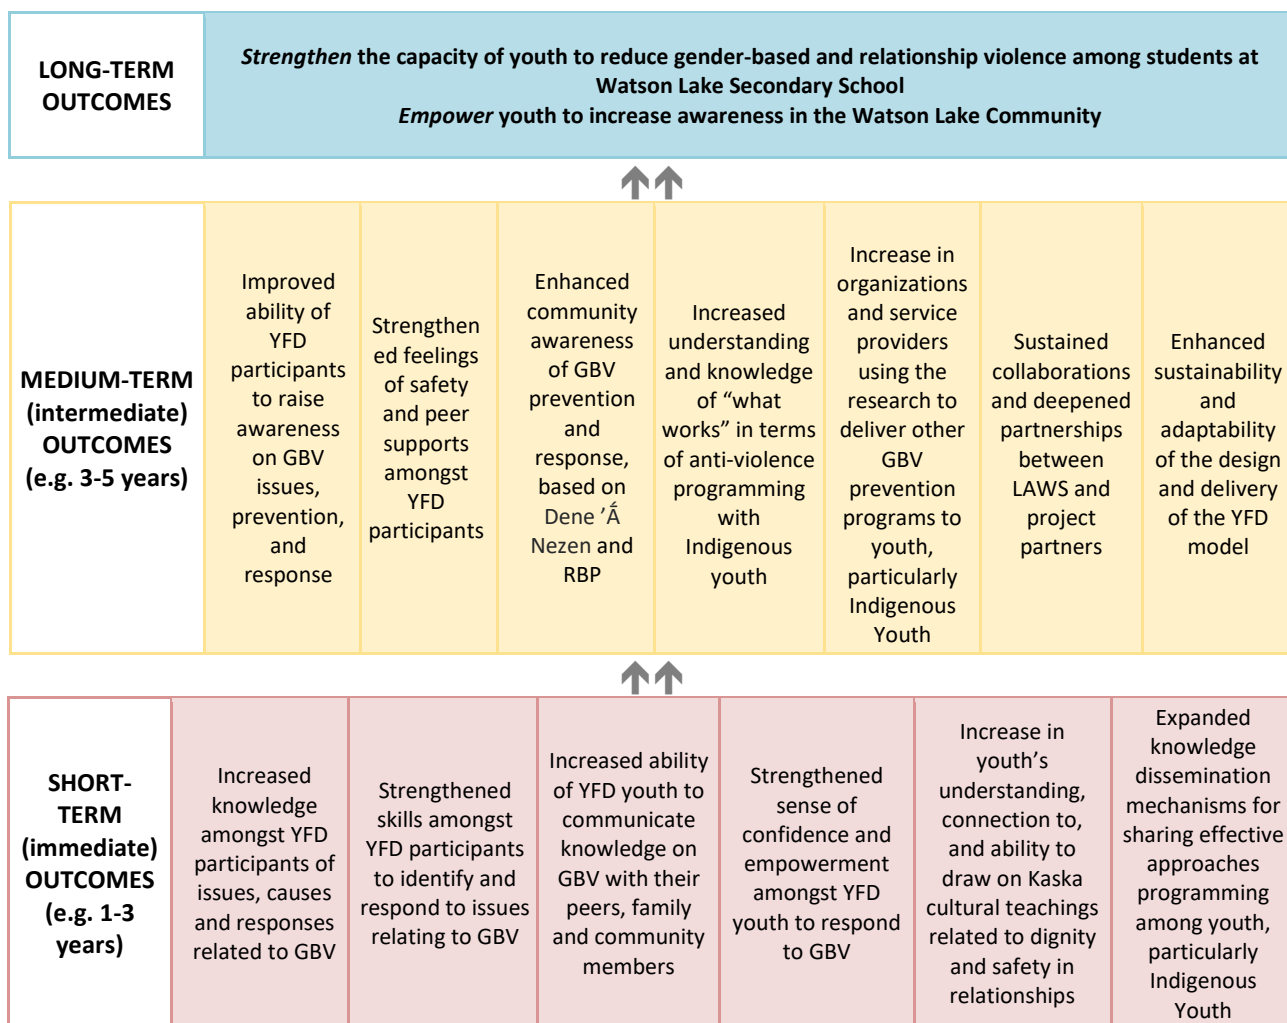 LONG-TERM
OUTCOMES
Strengthen the capacity of youth to reduce gender-based and relationship violence among students at
Watson Lake Secondary School
Empower youth to increase awareness in the Watson Lake Community
MEDIUM-TERM
(intermediate)
OUTCOMES
(e.g. 3-5 years)
Improved
ability of
YFD
participants
to raise
awareness
on GBV
issues,
prevention,
and
response
Strengthen
ed feelings
of safety
and peer
supports
amongst
YFD
participants
Enhanced
community
awareness
of GBV
prevention
and
response,
based on
Dene ’Ā́
Nezen and
RBP
Increased
understanding
and knowledge
of “what
works” in terms
of anti-violence
programming
with
Indigenous
youth
Increase in
organizations
and service
providers
using the
research to
deliver other
GBV
prevention
programs to
youth,
particularly
Indigenous
Youth
Sustained
collaborations
and deepened
partnerships
between
LAWS and
project
partners
Enhanced
sustainability
and
adaptability
of the design
and delivery
of the YFD
model
SHORT-
TERM
(immediate)
OUTCOMES
(e.g. 1-3
years)
Increased
knowledge
amongst YFD
participants of
issues, causes
and responses
related to GBV
Strengthened
skills amongst
YFD participants
to identify and
respond to issues
relating to GBV
Increased ability
of YFD youth to
communicate
knowledge on
GBV with their
peers, family
and community
members
Strengthened
sense of
confidence and
empowerment
amongst YFD
youth to respond
to GBV
Increase in
youth’s
understanding,
connection to,
and ability to
draw on Kaska
cultural teachings
related to dignity
and safety in
relationships
Expanded
knowledge
dissemination
mechanisms for
sharing effective
approaches
programming
among youth,
particularly
Indigenous
Youth